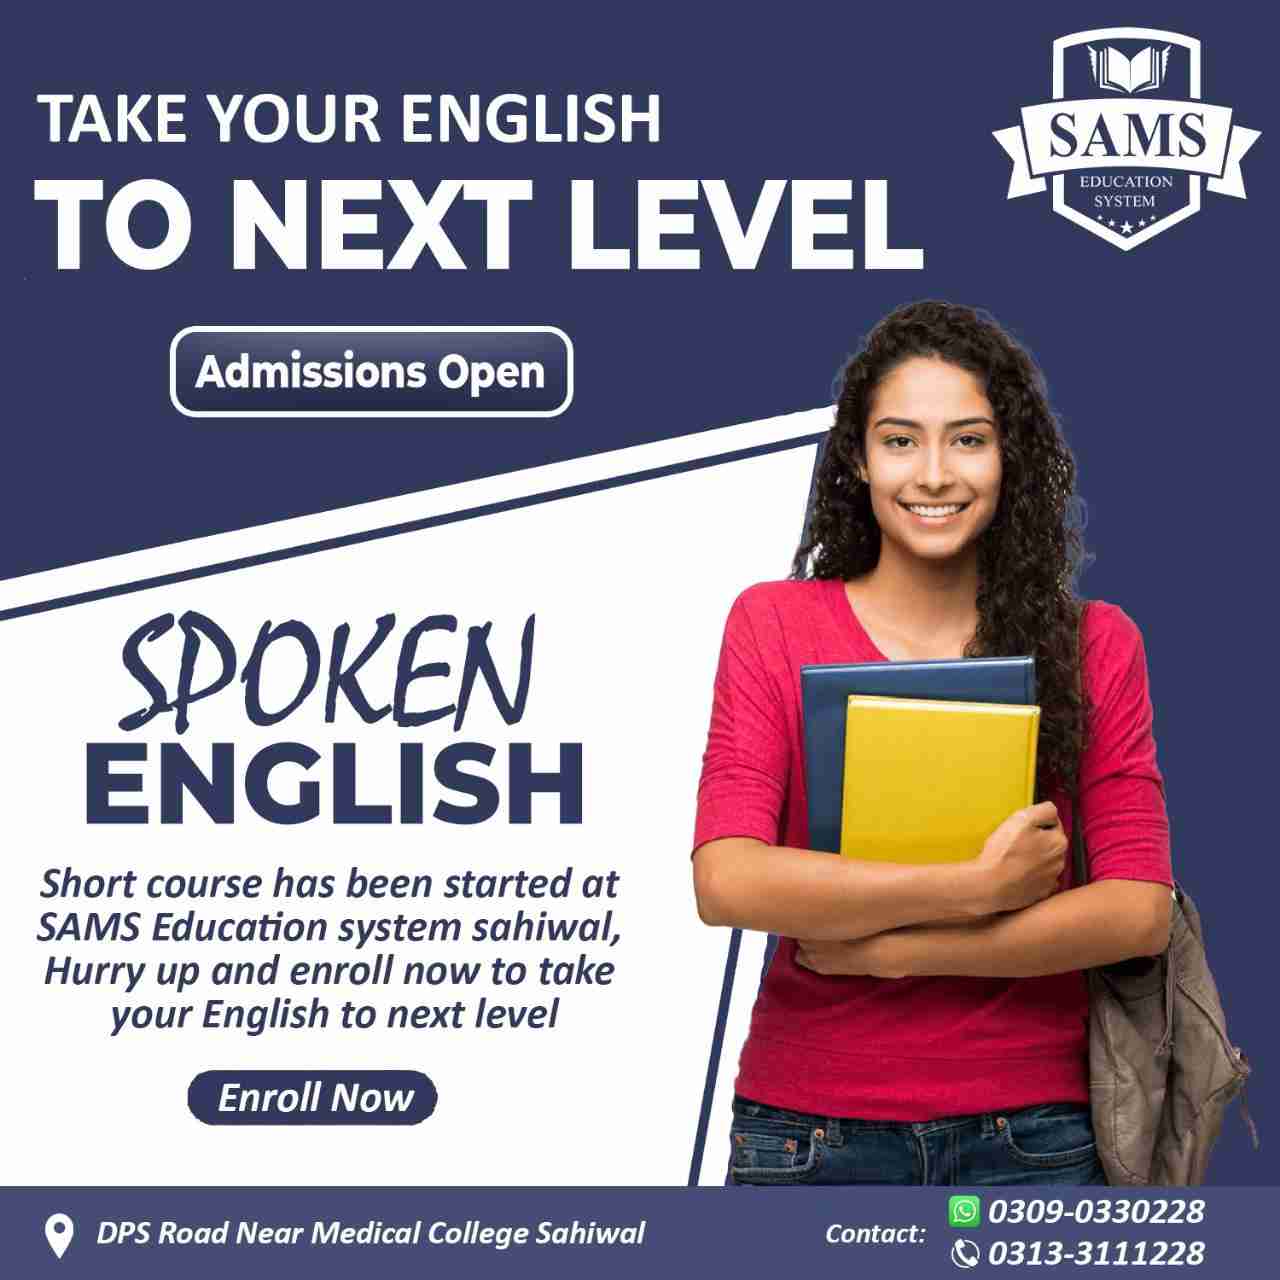 TAKE YOUR ENGLISH
TO NEXT LEVEL
SAMS
EDUCATION
SYSTEM
Admissions Open
SPOKEN
ENGLISH
Short course has been started at
SAMS Education system sahiwal,
Hurry up and enroll now to take
your English to next level
Enroll Now
DPS Road Near Medical College Sahiwal
Contact:
0309-0330228
0313-3111228